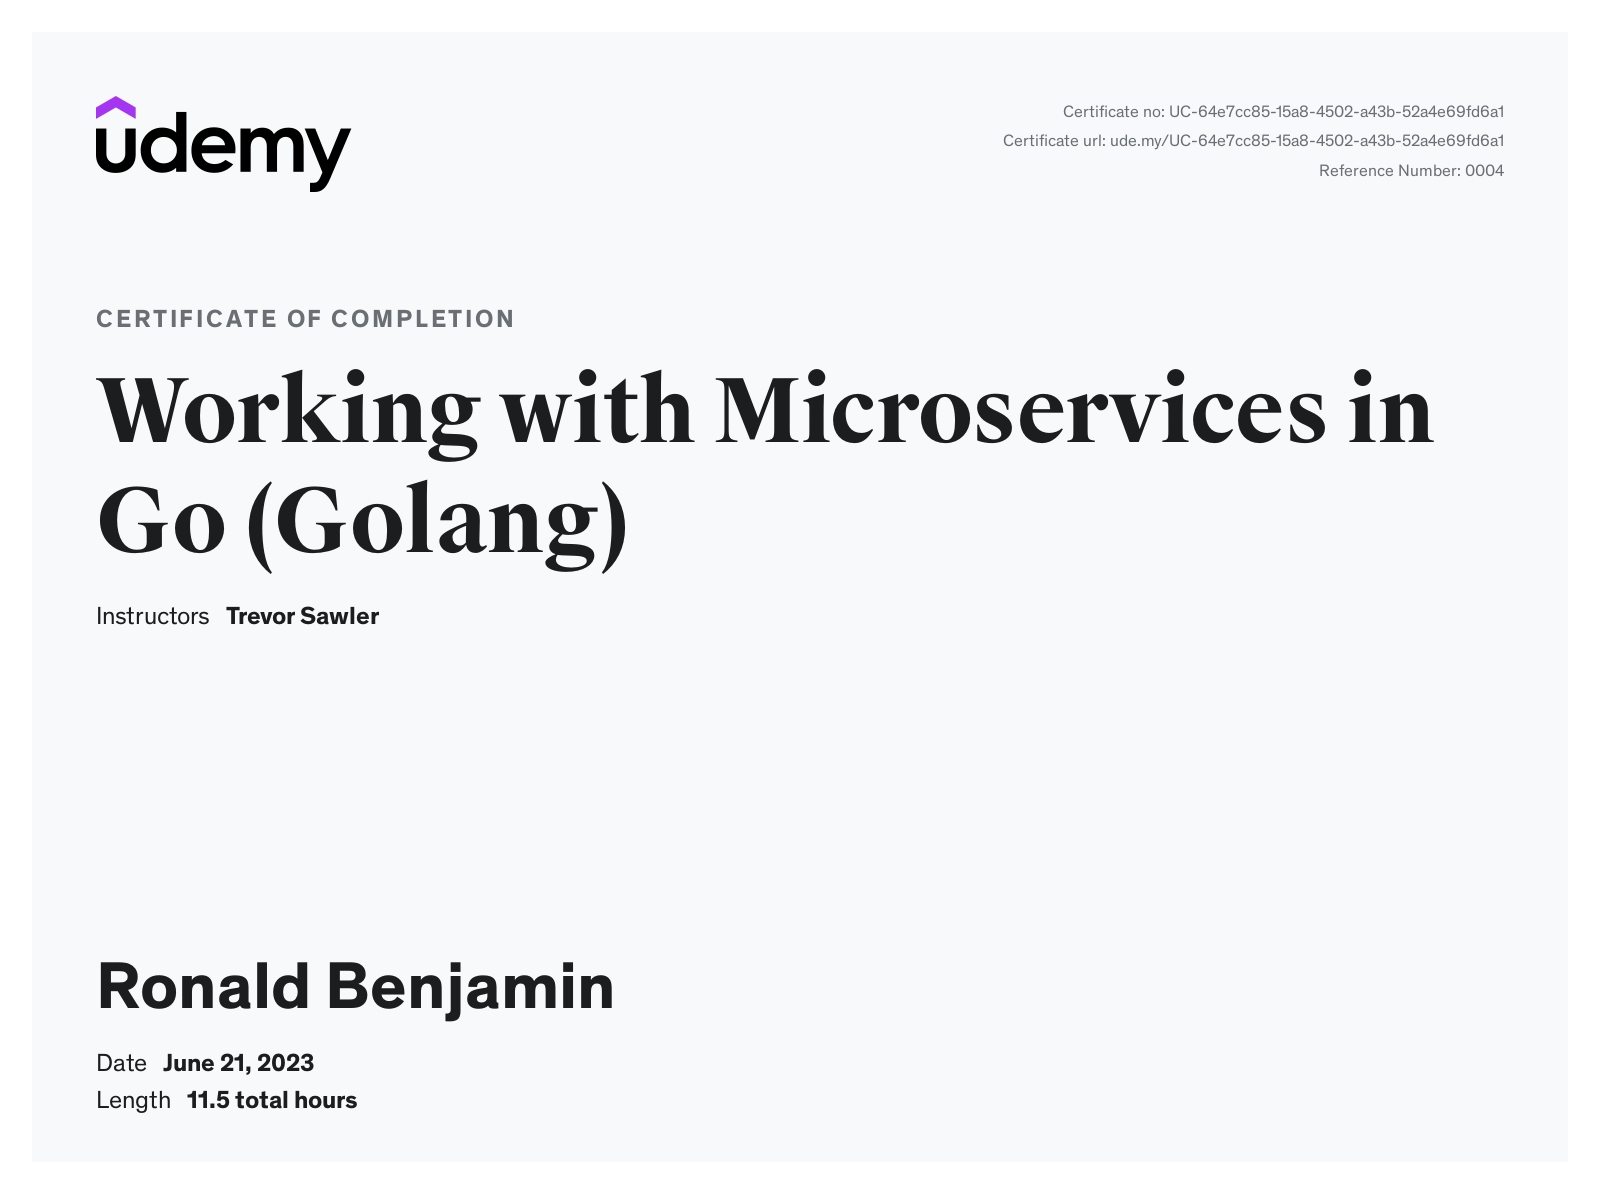 udemy
Certificate no: UC-64e7cc85-15a8-4502-a43b-52a4e69fd6a1
Certificate url: ude.my/UC-64e7cc85-15a8-4502-a43b-52a4e69fd6a1
Reference Number: 0004
CERTIFICATE OF COMPLETION
Working with Microservices in
Go (Golang)
Instructors Trevor Sawler
Ronald Benjamin
Date June 21, 2023
Length 11.5 total hours